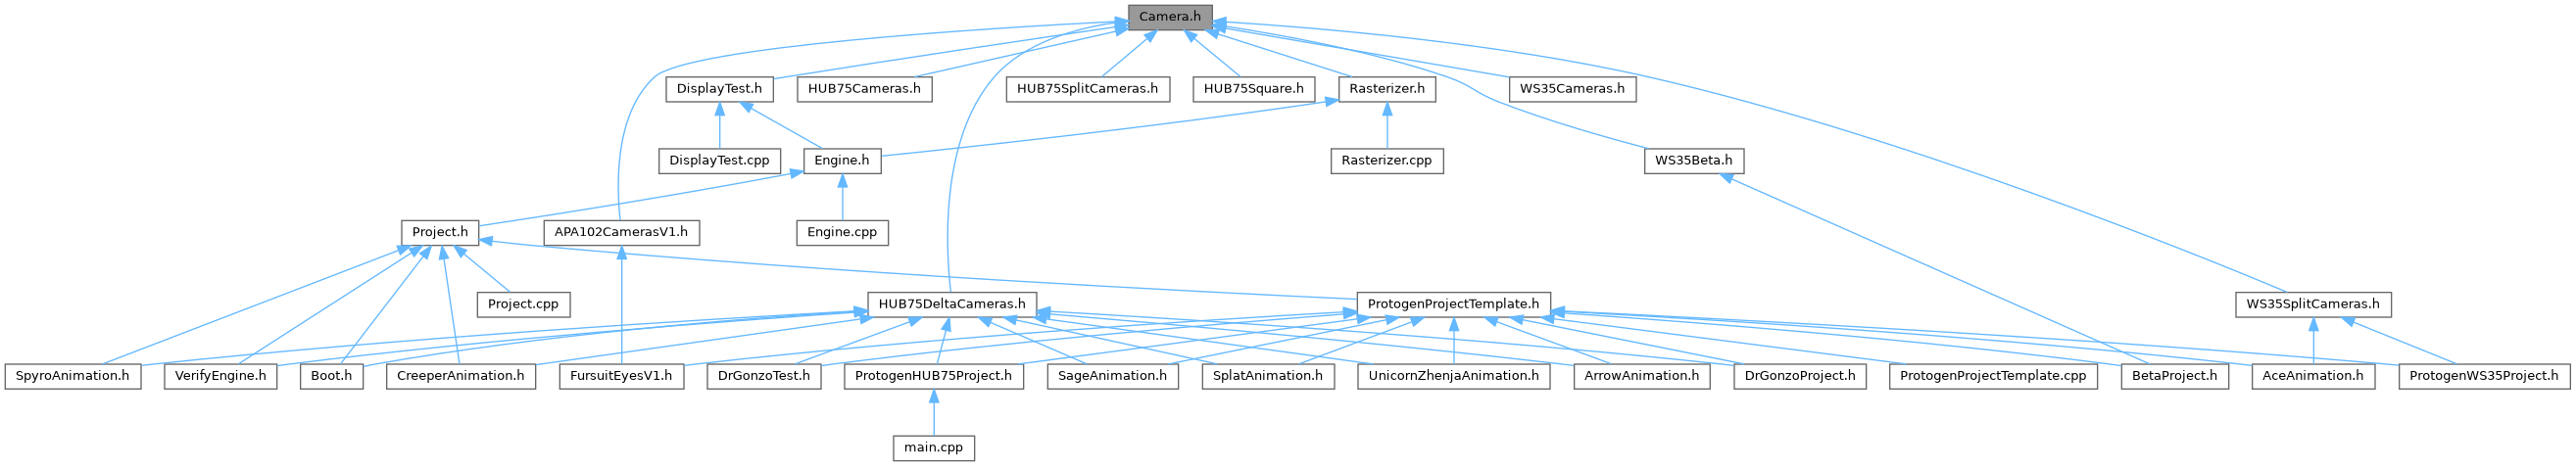 Camera.h
DisplayTest.h
HUB75Cameras.h
HUB75SplitCameras.h
HUB75Square.h
Rasterizer.h
WS35Cameras.h
DisplayTest.cpp
Engine.h
Rasterizer.cpp
WS35Beta.h
Project.h
APA102CamerasV1.h
Engine.cpp
Project.cpp
HUB75DeltaCameras.h
ProtogenProjectTemplate.h
WS35SplitCameras.h
SpyroAnimation.h
VerifyEngine.h
Boot.h
CreeperAnimation.h
FursuitEyesV1.h
DrGonzoTest.h
ProtogenHUB75Project.h
SageAnimation.h
SplatAnimation.h
UnicornZhenjaAnimation.h
ArrowAnimation.h
DrGonzoProject.h
ProtogenProjectTemplate.cpp
BetaProject.h
AceAnimation.h
ProtogenWS35Project.h
main.cpp